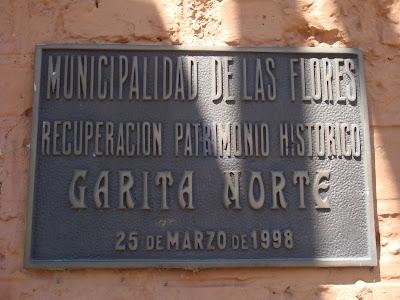 MUNICIPALIDAD DE LAS FLORES
RECUPERACION PATRIMONIO HISTORICO
GARITA NORTE
25 DE MARZO DE 1998